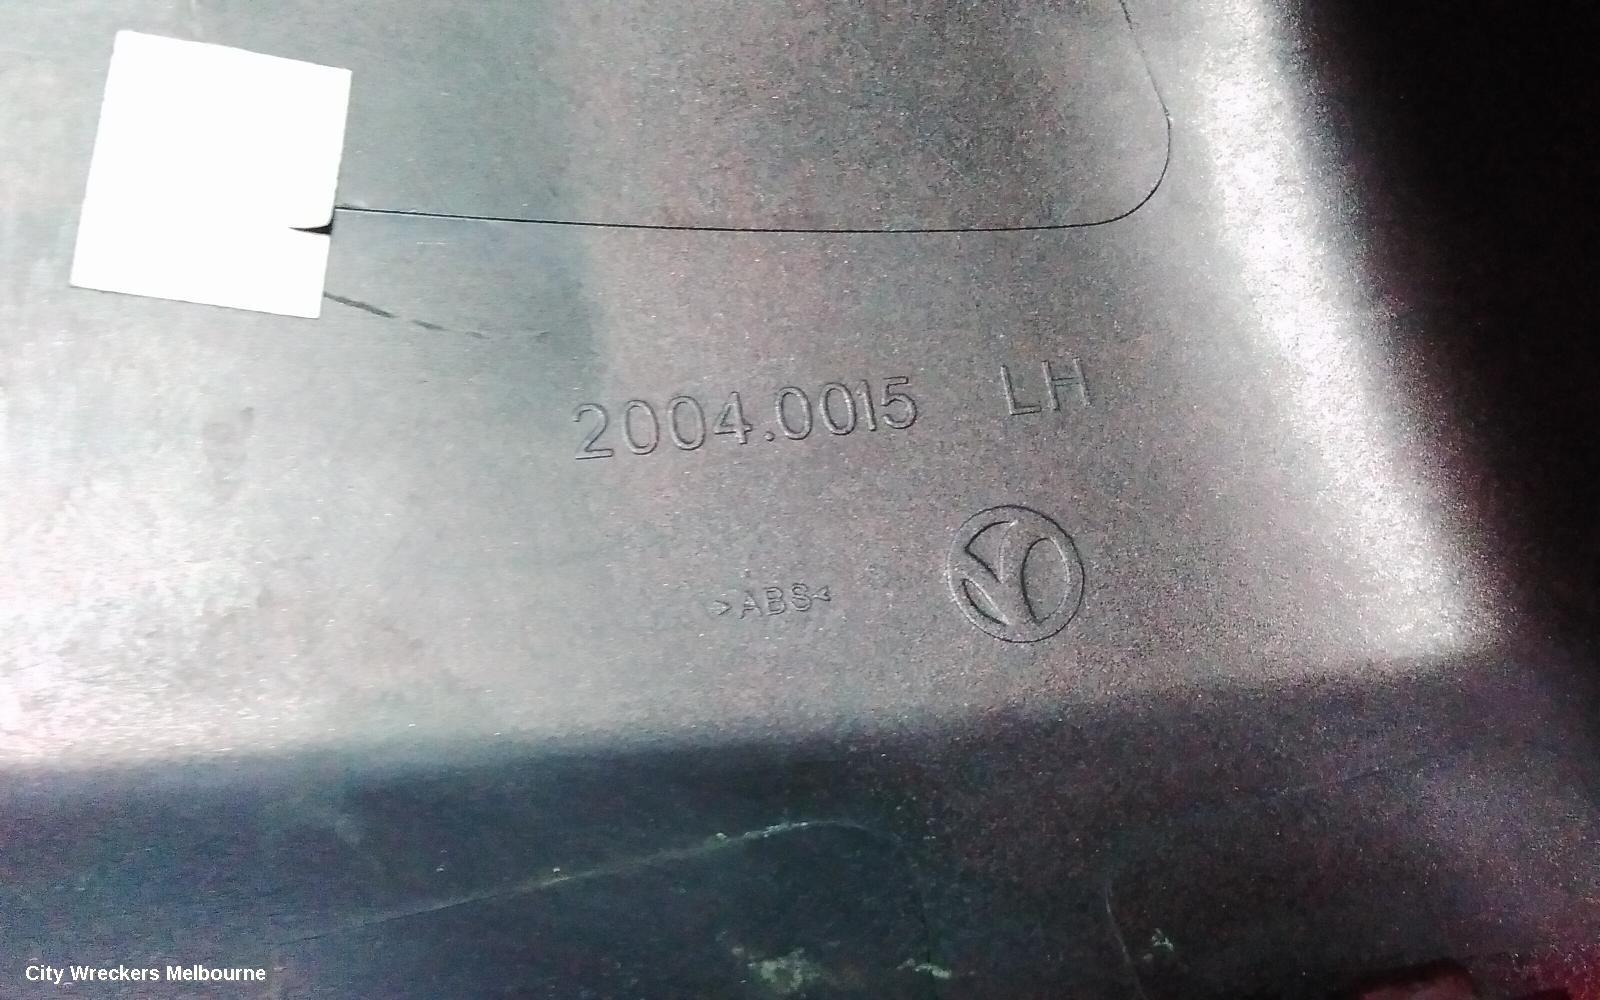 2004.0015 LH
>ABS<
City Wreckers Melbourne